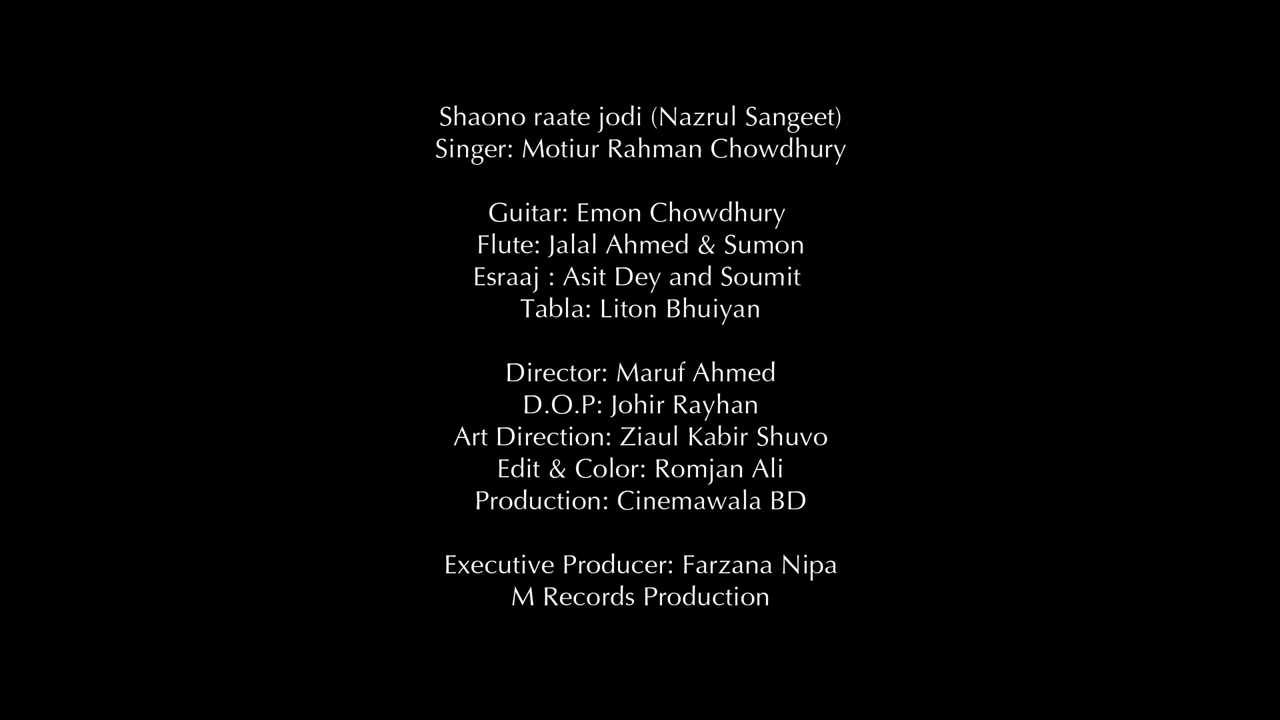 Shaono raate jodi (Nazrul Sangeet)
Singer: Motiur Rahman Chowdhury
Guitar: Emon Chowdhury
Flute: Jalal Ahmed & Sumon
Esraaj : Asit Dey and Soumit
Tabla: Liton Bhuiyan
Director: Maruf Ahmed
D.O.P: Johir Rayhan
Art Direction: Ziaul Kabir Shuvo
Edit & Color: Romjan Ali
Production: Cinemawala BD
Executive Producer: Farzana Nipa
M Records Production